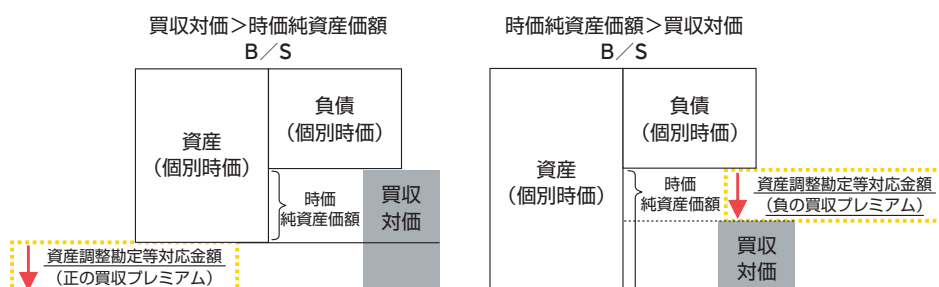 買収対価＞時価純資産価額
B／S
資産
（個別時価）
負債
（個別時価）
時価
純資産価額
買収
対価
資産調整勘定等対応金額
（正の買収プレミアム）
時価純資産価額＞買収対価
B／S
資産
（個別時価）
負債
（個別時価）
時価
純資産価額
資産調整勘定等対応金額
（負の買収プレミアム）
買収
対価